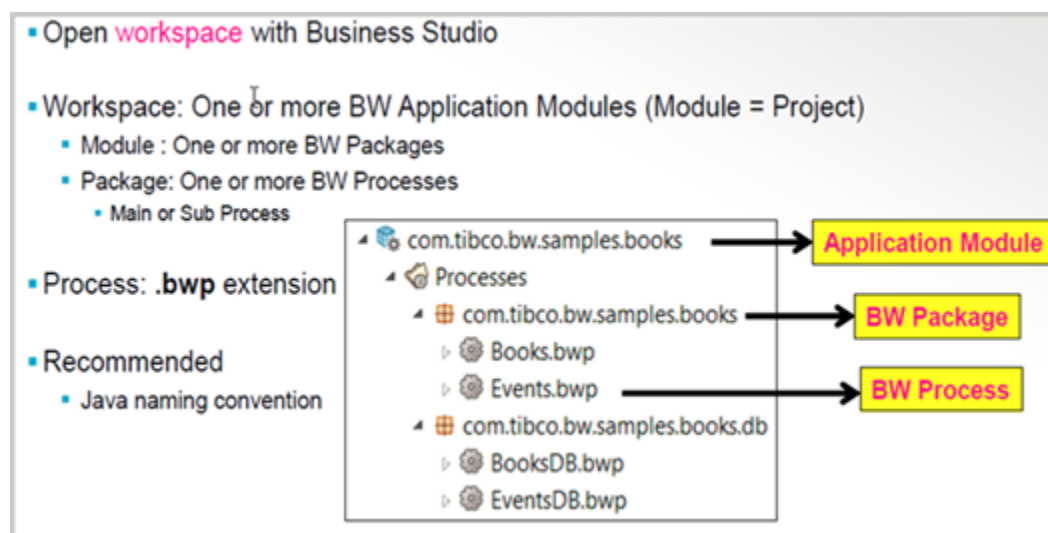 Open workspace with Business Studio
Workspace: One or more BW Application Modules (Module = Project)
Module : One or more BW Packages
Package: One or more BW Processes
Main or Sub Process
Process: .bwp extension
Recommended
Java naming convention
com.tibco.bw.samples.books
Application Module
Processes
com.tibco.bw.samples.books
BW Package
Books.bwp
Events.bwp
BW Process
com.tibco.bw.samples.books.db
BooksDB.bwp
EventsDB.bwp